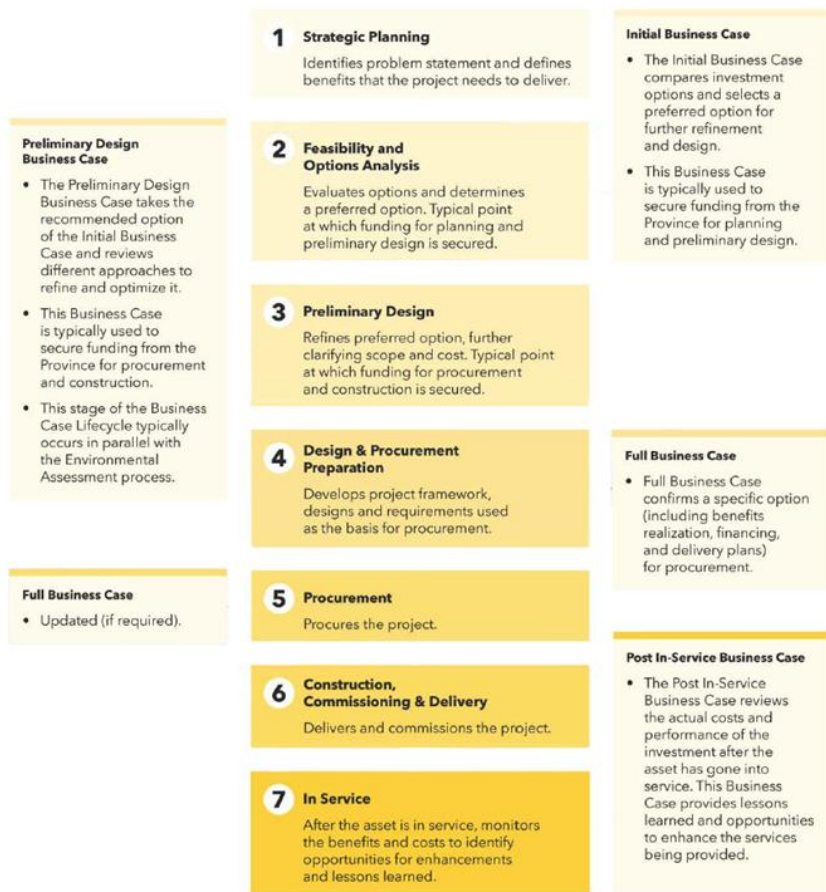 1 Strategic Planning
Identifies problem statement and defines
benefits that the project needs to deliver.
Initial Business Case
• The Initial Business Case
compares investment
options and selects a
preferred option for
further refinement
and design.
• This Business Case
is typically used to
secure funding from the
Province for planning
and preliminary design.
Preliminary Design
Business Case
• The Preliminary Design
Business Case takes the
recommended option
of the Initial Business
Case and reviews
different approaches to
refine and optimize it.
• This Business Case
is typically used to
secure funding from the
Province for procurement
and construction.
• This stage of the Business
Case Lifecycle typically
occurs in parallel with
the Environmental
Assessment process.
2 Feasibility and
Options Analysis
Evaluates options and determines
a preferred option. Typical point
at which funding for planning and
preliminary design is secured.
3 Preliminary Design
Refines preferred option, further
clarifying scope and cost. Typical point
at which funding for procurement
and construction is secured.
4 Design & Procurement
Preparation
Develops project framework,
designs and requirements used
as the basis for procurement.
Full Business Case
• Full Business Case
confirms a specific option
(including benefits
realization, financing,
and delivery plans)
for procurement.
Full Business Case
• Updated (if required).
5 Procurement
Procures the project.
6 Construction,
Commissioning & Delivery
Delivers and commissions the project.
Post In-Service Business Case
• The Post In-Service
Business Case reviews
the actual costs and
performance of the
investment after the
asset has gone into
service. This Business
Case provides lessons
learned and opportunities
to enhance the services
being provided.
7 In Service
After the asset is in service, monitors
the benefits and costs to identify
opportunities for enhancements
and lessons learned.